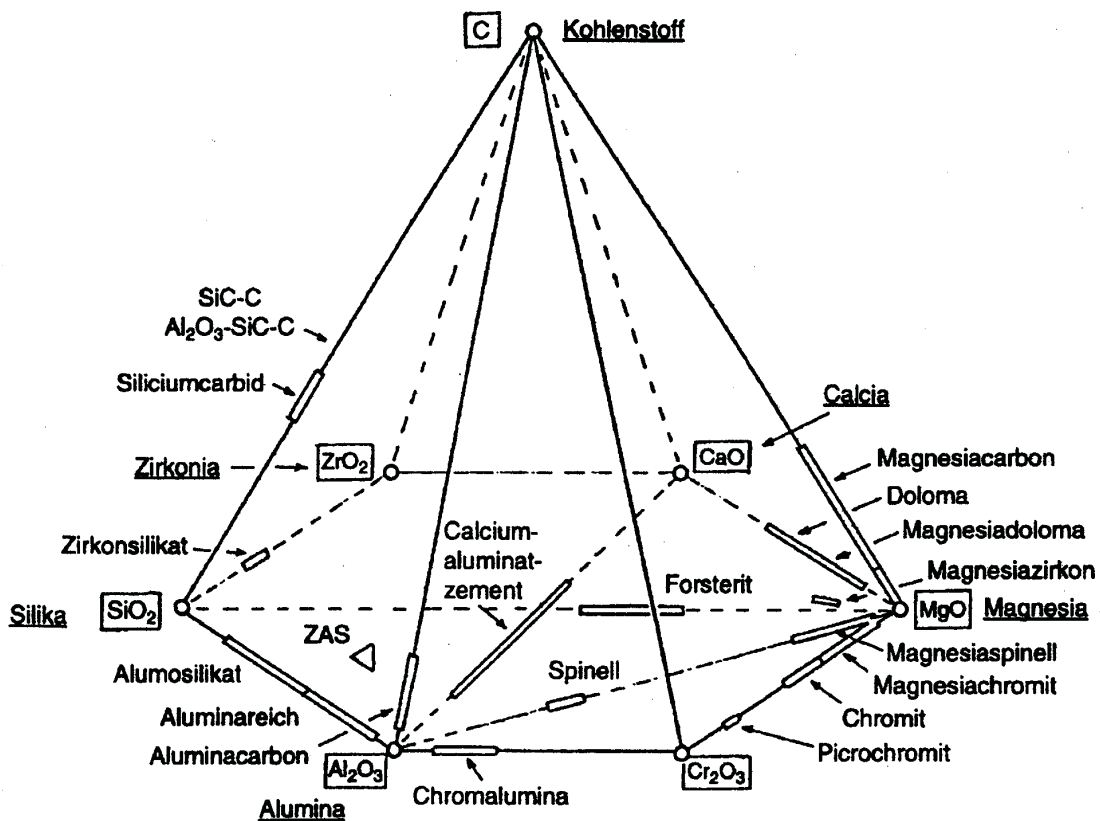 C
Kohlenstoff
SiC-C
Al₂O₃-SiC-C
Siliciumcarbid
Calcia
Zirkonia
ZrO₂
CaO
Magnesiacarbon
Doloma
Magnesiadoloma
Zirkonsilikat
Calcium-
aluminat-
zement
Forsterit
Magnesiazirkon
Silika
SiO₂
MgO
Magnesia
ZAS
Spinell
Magnesiaspinell
Alumosilikat
Magnesiachromit
Aluminareich
Chromit
Aluminacarbon
Picrochromit
Al₂O₃
Cr₂O₃
Chromalumina
Alumina